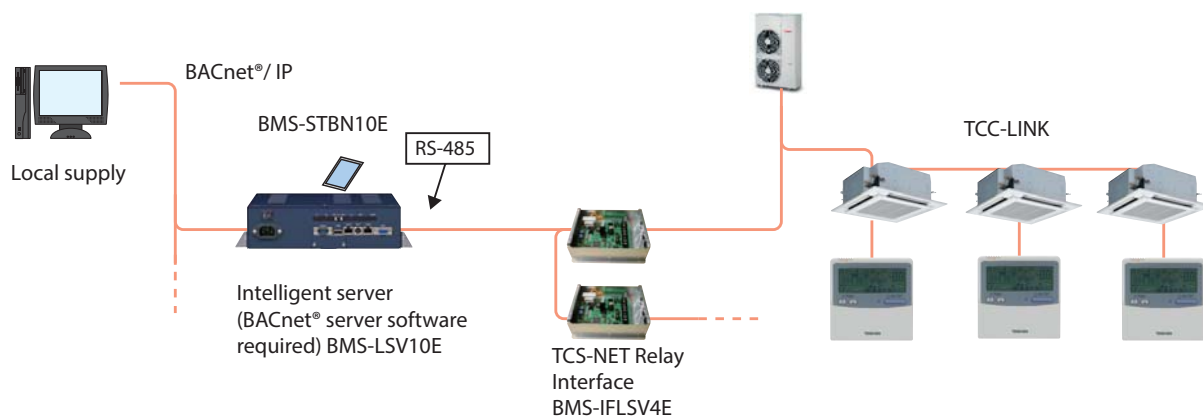 BACnet®/ IP
BMS-STBN10E
RS-485
TCC-LINK
Local supply
Intelligent server
(BACnet® server software
required) BMS-LSV10E
TCS-NET Relay
Interface
BMS-IFLSV4E